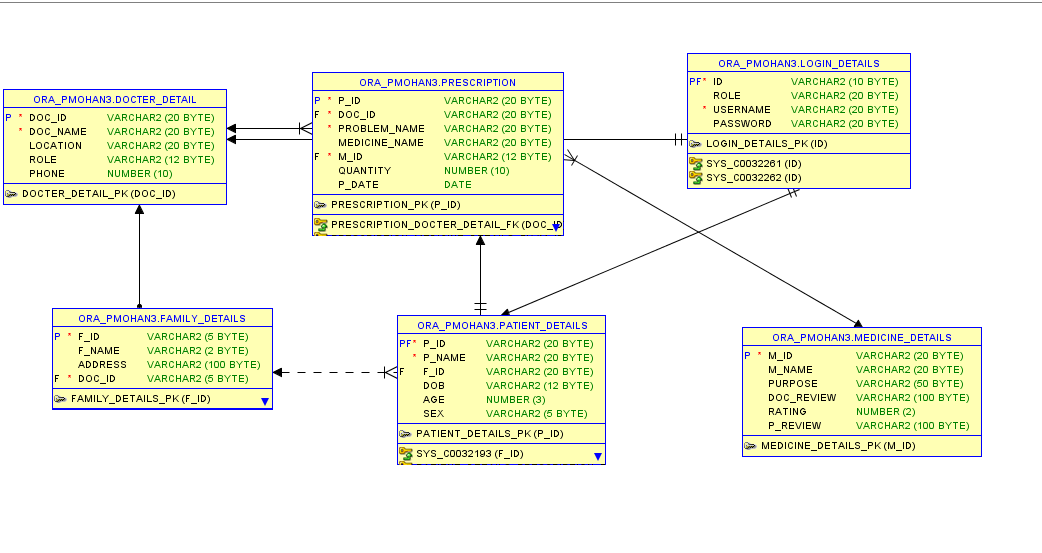 ORA_PMOHAN3.DOCTER_DETAIL
P * DOC_ID VARCHAR2 (20 BYTE)
* DOC_NAME VARCHAR2 (20 BYTE)
LOCATION VARCHAR2 (20 BYTE)
ROLE VARCHAR2 (12 BYTE)
PHONE NUMBER (10)
DOCTER_DETAIL_PK (DOC_ID)
ORA_PMOHAN3.PRESCRIPTION
P * P_ID VARCHAR2 (20 BYTE)
F * DOC_ID VARCHAR2 (20 BYTE)
* PROBLEM_NAME VARCHAR2 (20 BYTE)
MEDICINE_NAME VARCHAR2 (20 BYTE)
F * M_ID VARCHAR2 (12 BYTE)
QUANTITY NUMBER (10)
P_DATE DATE
PRESCRIPTION_PK (P_ID)
PRESCRIPTION_DOCTER_DETAIL_FK (DOC_ID
ORA_PMOHAN3.LOGIN_DETAILS
PF* ID VARCHAR2 (10 BYTE)
ROLE VARCHAR2 (20 BYTE)
* USERNAME VARCHAR2 (20 BYTE)
PASSWORD VARCHAR2 (20 BYTE)
LOGIN_DETAILS_PK (ID)
SYS_C0032261 (ID)
SYS_C0032262 (ID)
ORA_PMOHAN3.FAMILY_DETAILS
P * F_ID VARCHAR2 (5 BYTE)
F_NAME VARCHAR2 (2 BYTE)
ADDRESS VARCHAR2 (100 BYTE)
F * DOC_ID VARCHAR2 (5 BYTE)
FAMILY_DETAILS_PK (F_ID)
ORA_PMOHAN3.PATIENT_DETAILS
PF* P_ID VARCHAR2 (20 BYTE)
* P_NAME VARCHAR2 (20 BYTE)
F F_ID VARCHAR2 (20 BYTE)
DOB VARCHAR2 (12 BYTE)
AGE NUMBER (3)
SEX VARCHAR2 (5 BYTE)
PATIENT_DETAILS_PK (P_ID)
SYS_C0032193 (F_ID)
ORA_PMOHAN3.MEDICINE_DETAILS
P * M_ID VARCHAR2 (20 BYTE)
M_NAME VARCHAR2 (20 BYTE)
PURPOSE VARCHAR2 (50 BYTE)
DOC_REVIEW VARCHAR2 (100 BYTE)
RATING NUMBER (2)
P_REVIEW VARCHAR2 (100 BYTE)
MEDICINE_DETAILS_PK (M_ID)